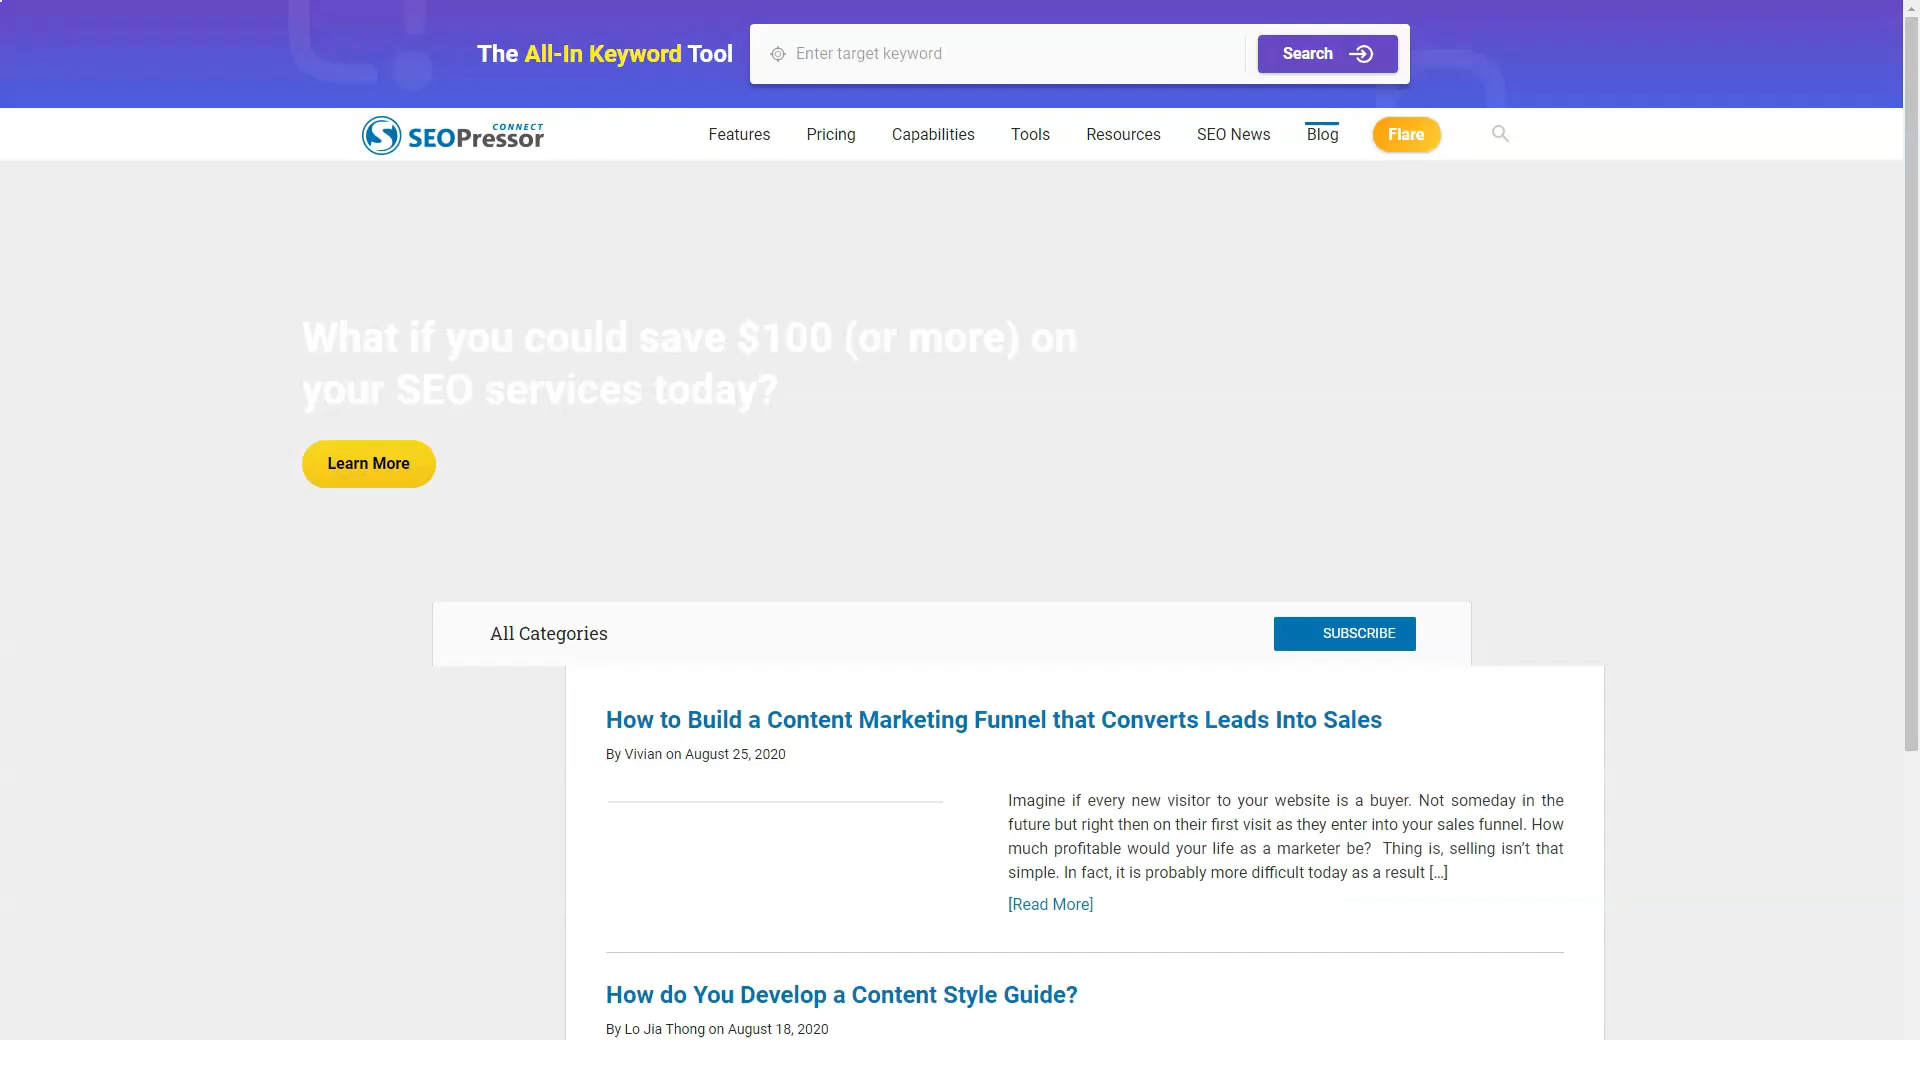 The All-In Keyword Tool
Enter target keyword
Search
SEOPressor CONNECT
Features
Pricing
Capabilities
Tools
Resources
SEO News
Blog
Flare
What if you could save $100 (or more) on
your SEO services today?
Learn More
All Categories
SUBSCRIBE
How to Build a Content Marketing Funnel that Converts Leads Into Sales
By Vivian on August 25, 2020
Imagine if every new visitor to your website is a buyer. Not someday in the
future but right then on their first visit as they enter into your sales funnel. How
much profitable would your life as a marketer be?  Thing is, selling isn’t that
simple. In fact, it is probably more difficult today as a result [...]
[Read More]
How do You Develop a Content Style Guide?
By Lo Jia Thong on August 18, 2020